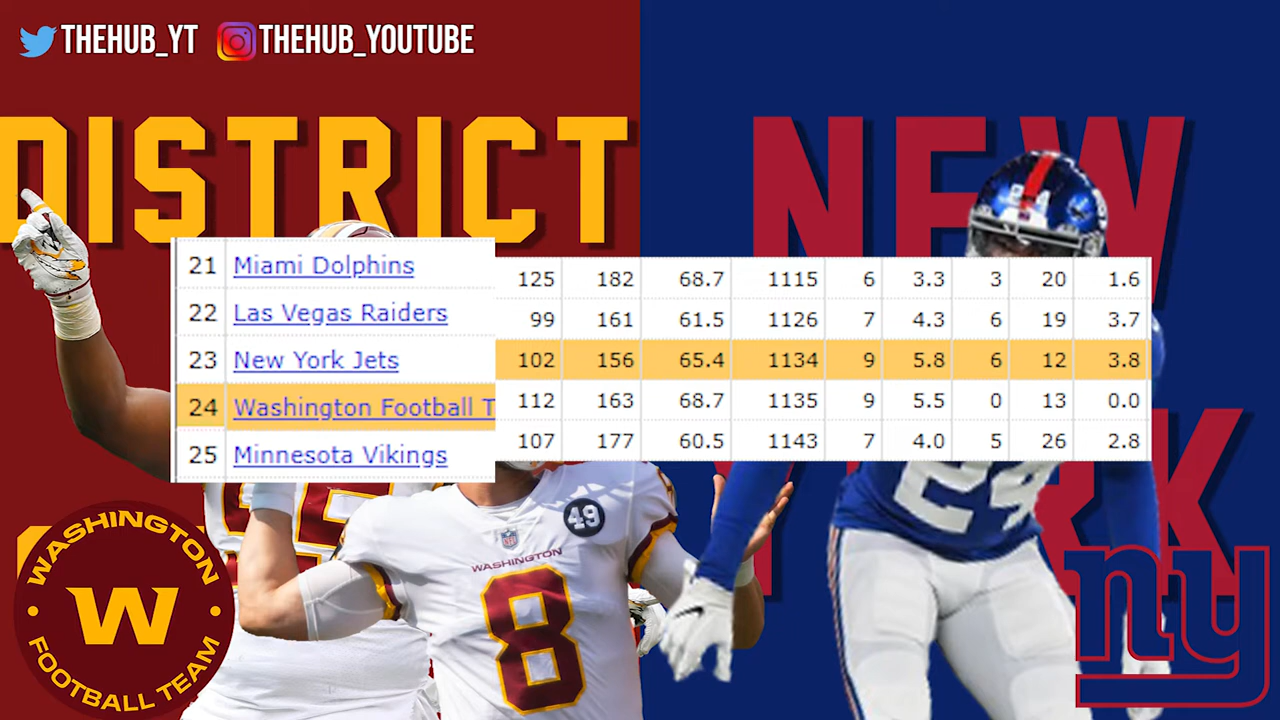 THEHUB_YT THEHUB_YOUTUBE
DISTRICT
NEW
21 Miami Dolphins 125 182 68.7 1115 6 3.3 3 20 1.6
22 Las Vegas Raiders 99 161 61.5 1126 7 4.3 6 19 3.7
23 New York Jets 102 156 65.4 1134 9 5.8 6 12 3.8
24 Washington Football T 112 163 68.7 1135 9 5.5 0 13 0.0
25 Minnesota Vikings 107 177 60.5 1143 7 4.0 5 26 2.8
YORK
49
NFL
WASHINGTON
8
8
24
WASHINGTON
W
FOOTBALL TEAM
ny